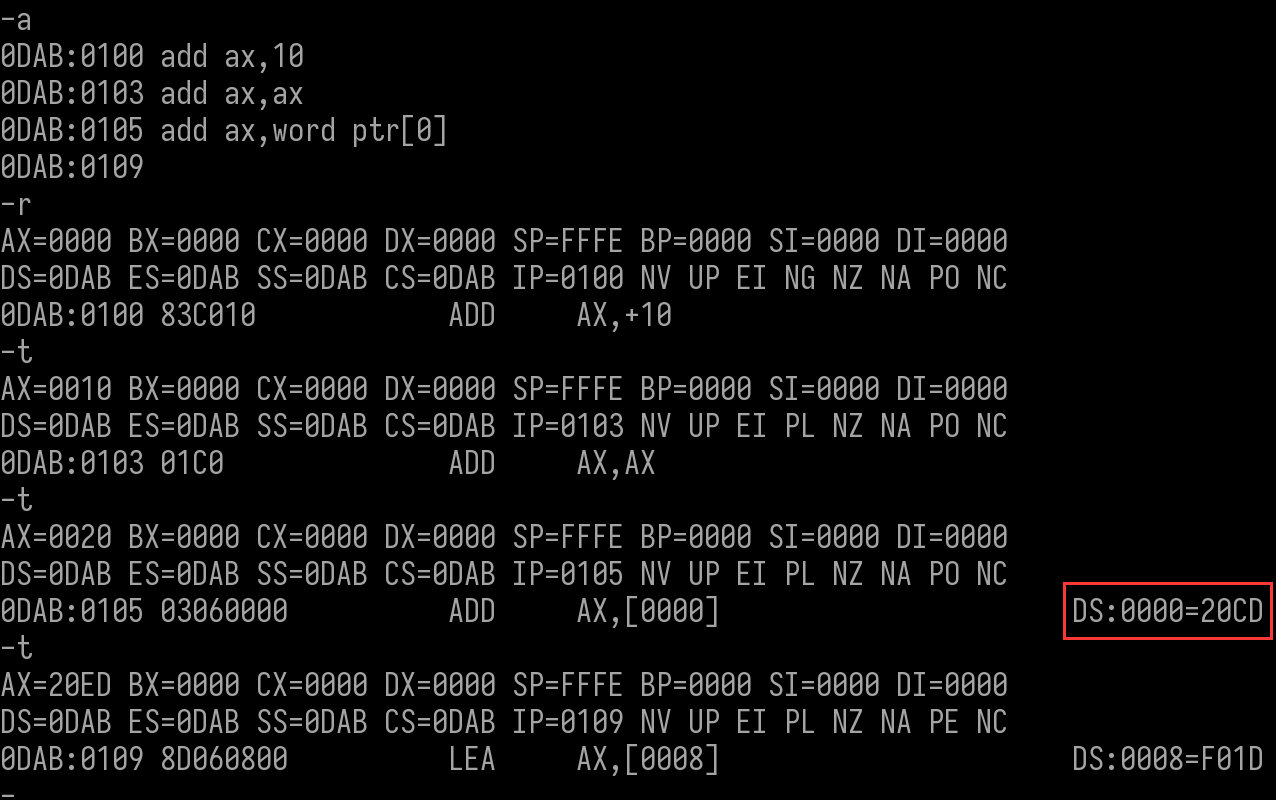 -a
0DAB:0100 add ax,10
0DAB:0103 add ax,ax
0DAB:0105 add ax,word ptr[0]
0DAB:0109
-r
AX=0000 BX=0000 CX=0000 DX=0000 SP=FFFE BP=0000 SI=0000 DI=0000
DS=0DAB ES=0DAB SS=0DAB CS=0DAB IP=0100 NV UP EI NG NZ NA PO NC
0DAB:0100 83C010            ADD     AX,+10
-t
AX=0010 BX=0000 CX=0000 DX=0000 SP=FFFE BP=0000 SI=0000 DI=0000
DS=0DAB ES=0DAB SS=0DAB CS=0DAB IP=0103 NV UP EI PL NZ NA PO NC
0DAB:0103 01C0              ADD     AX,AX
-t
AX=0020 BX=0000 CX=0000 DX=0000 SP=FFFE BP=0000 SI=0000 DI=0000
DS=0DAB ES=0DAB SS=0DAB CS=0DAB IP=0105 NV UP EI PL NZ NA PO NC
0DAB:0105 03060000          ADD     AX,[0000]                      DS:0000=20CD
-t
AX=20ED BX=0000 CX=0000 DX=0000 SP=FFFE BP=0000 SI=0000 DI=0000
DS=0DAB ES=0DAB SS=0DAB CS=0DAB IP=0109 NV UP EI PL NZ NA PE NC
0DAB:0109 8D060800          LEA     AX,[0008]                      DS:0008=F01D
-